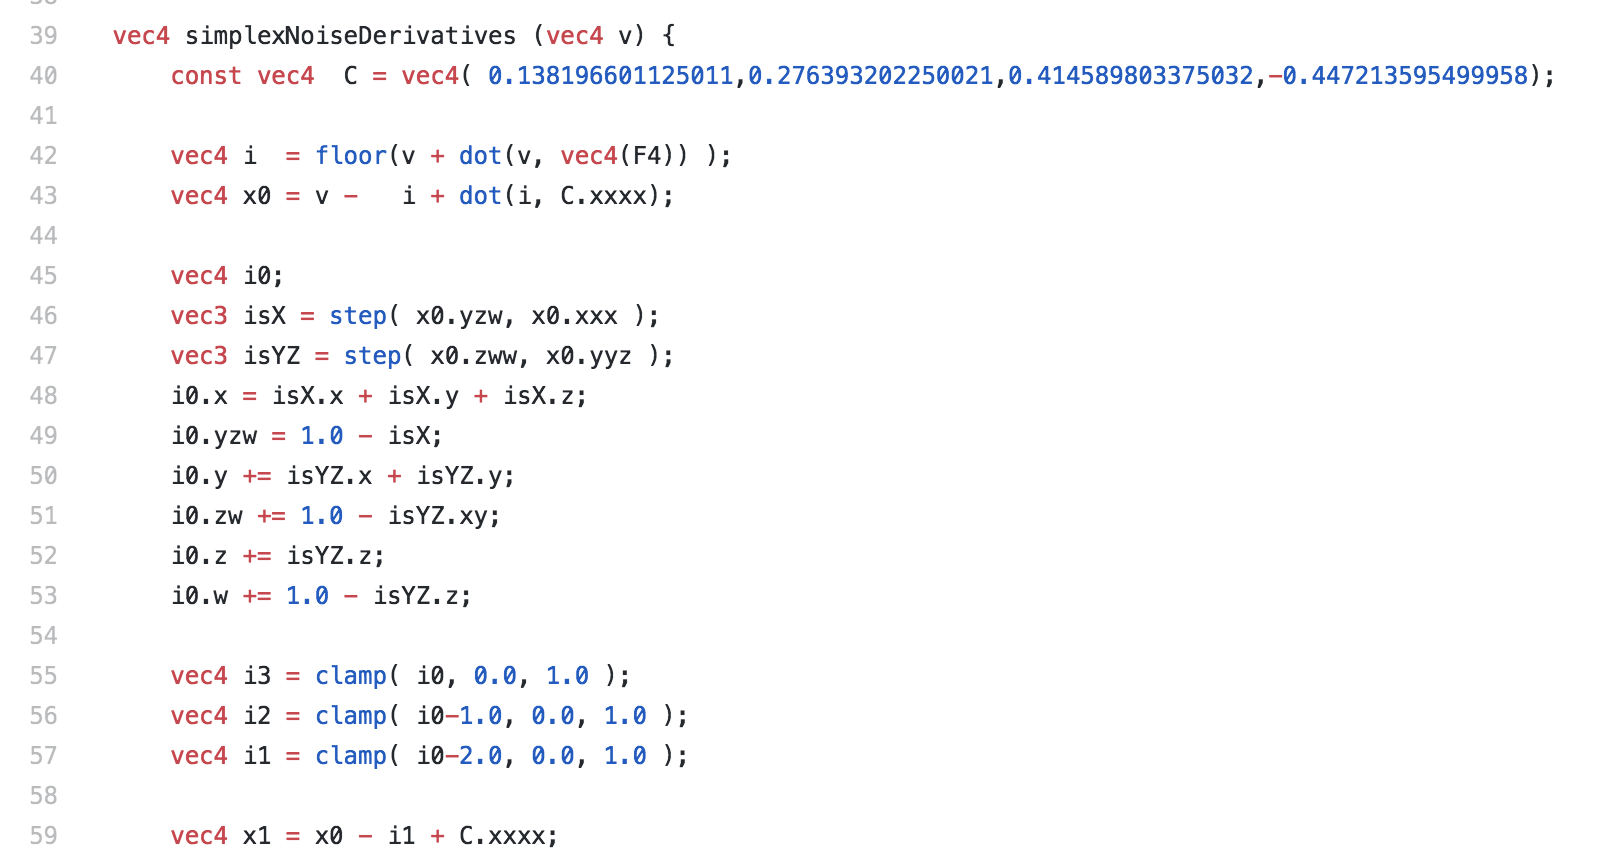 39 vec4 simplexNoiseDerivatives (vec4 v) {
40 const vec4  C = vec4( 0.138196601125011,0.276393202250021,0.414589803375032,-0.447213595499958);
41
42 vec4 i  = floor(v + dot(v, vec4(F4)) );
43 vec4 x0 = v -   i + dot(i, C.xxxx);
44
45 vec4 i0;
46 vec3 isX = step( x0.yzw, x0.xxx );
47 vec3 isYZ = step( x0.zww, x0.yyz );
48 i0.x = isX.x + isX.y + isX.z;
49 i0.yzw = 1.0 - isX;
50 i0.y += isYZ.x + isYZ.y;
51 i0.zw += 1.0 - isYZ.xy;
52 i0.z += isYZ.z;
53 i0.w += 1.0 - isYZ.z;
54
55 vec4 i3 = clamp( i0, 0.0, 1.0 );
56 vec4 i2 = clamp( i0-1.0, 0.0, 1.0 );
57 vec4 i1 = clamp( i0-2.0, 0.0, 1.0 );
58
59 vec4 x1 = x0 - i1 + C.xxxx;